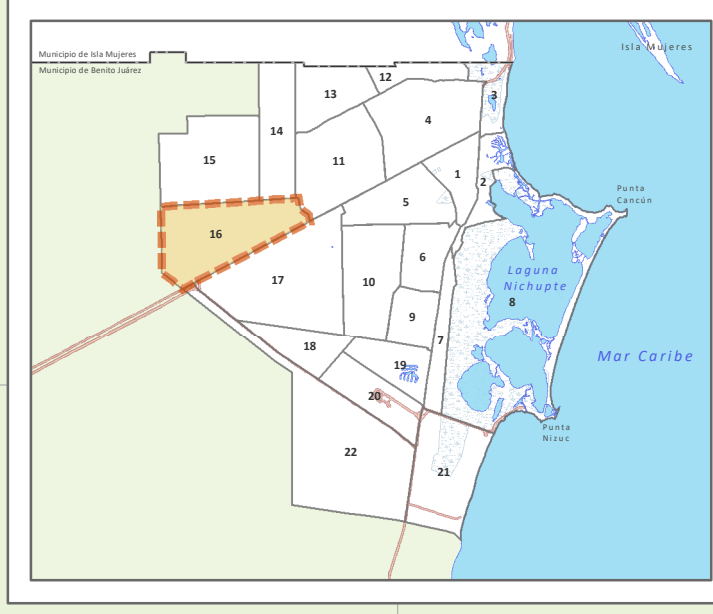 Isla Mujeres
Municipio de Isla Mujeres
Municipio de Benito Juárez
12
13
3
4
14
11
15
1
2
Punta
Cancún
5
16
6
Laguna
Nichupte
17
10
8
9
7
18
19
Mar Caribe
20
Punta
Nizuc
22
21